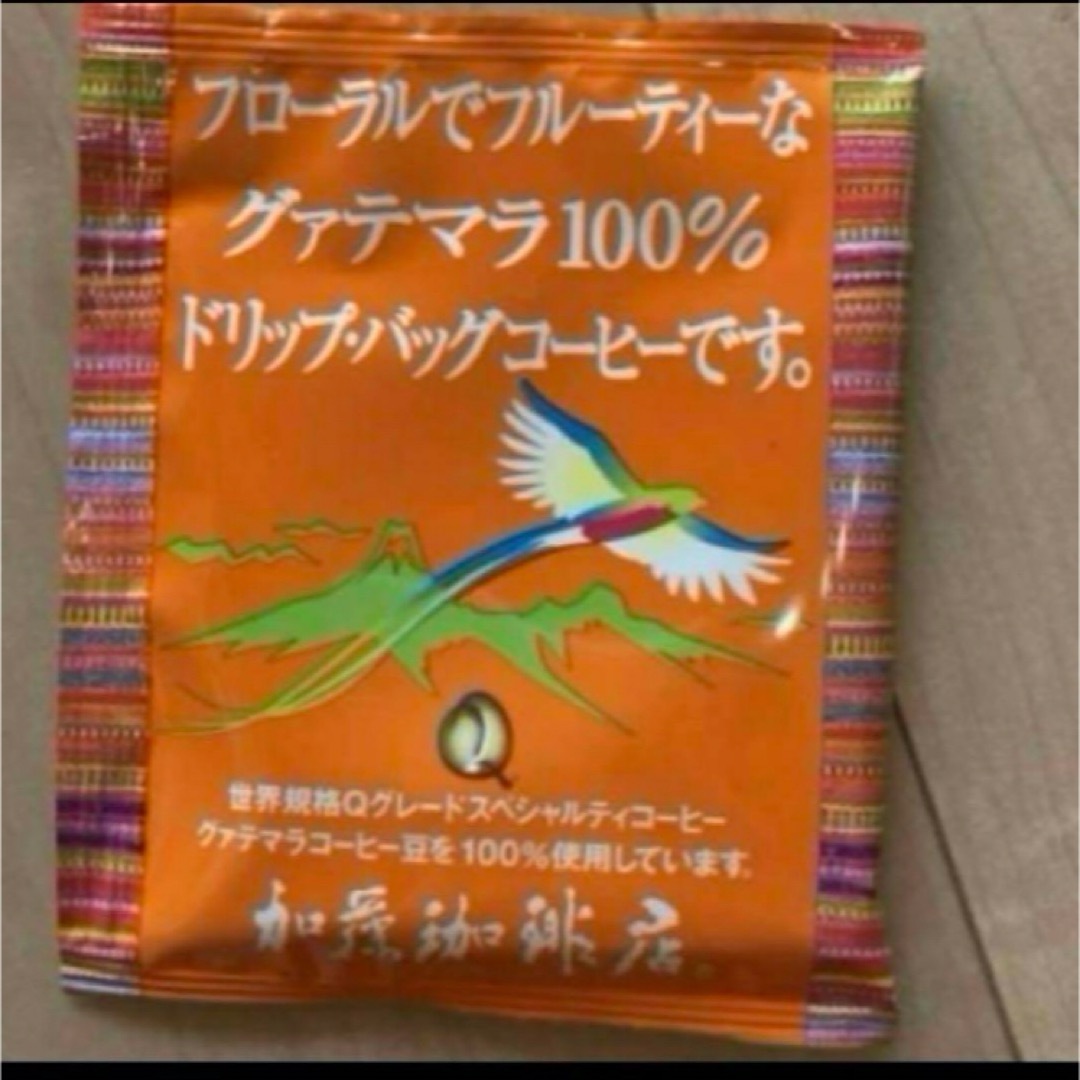 フローラルでフルーティーな
グァテマラ100%
ドリップ・バッグコーヒーです。
世界規格Qグレードスペシャルティコーヒー
グァテマラコーヒー豆を100%使用しています.
加藤珈琲店